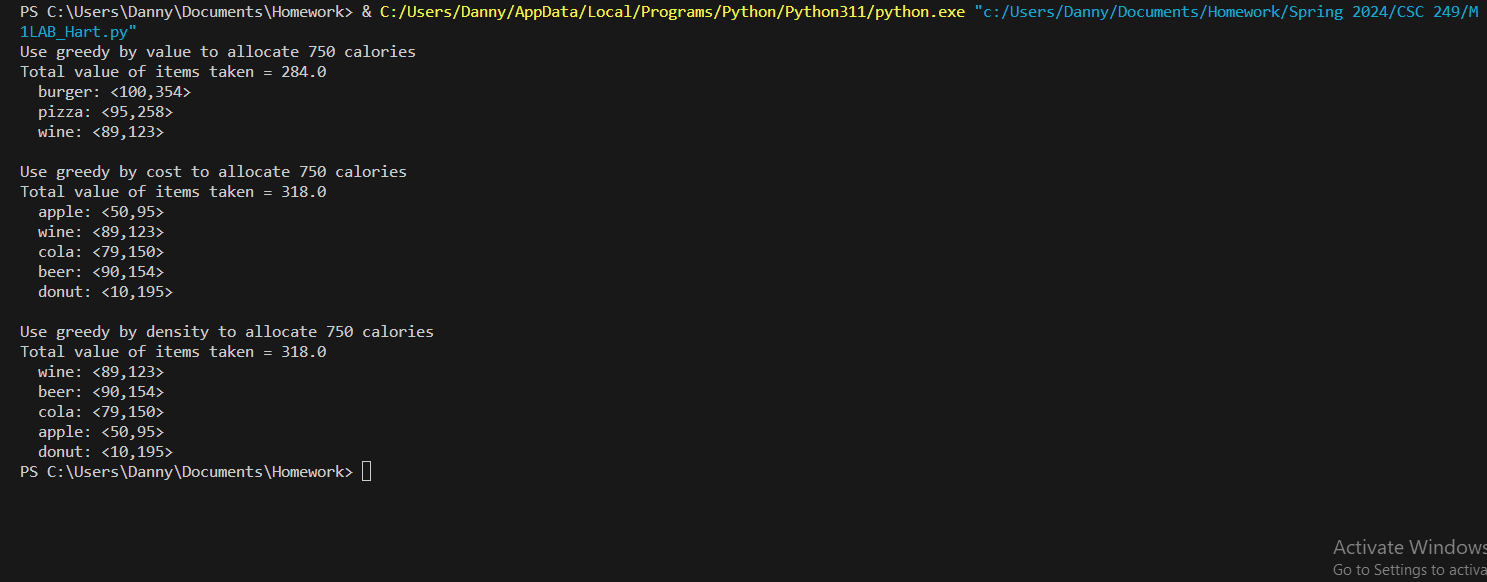 PS C:\Users\Danny\Documents\Homework> & C:/Users/Danny/AppData/Local/Programs/Python/Python311/python.exe "c:/Users/Danny/Documents/Homework/Spring 2024/CSC 249/M
1LAB_Hart.py"
Use greedy by value to allocate 750 calories
Total value of items taken = 284.0
  burger: <100,354>
  pizza: <95,258>
  wine: <89,123>

Use greedy by cost to allocate 750 calories
Total value of items taken = 318.0
  apple: <50,95>
  wine: <89,123>
  cola: <79,150>
  beer: <90,154>
  donut: <10,195>

Use greedy by density to allocate 750 calories
Total value of items taken = 318.0
  wine: <89,123>
  beer: <90,154>
  cola: <79,150>
  apple: <50,95>
  donut: <10,195>
PS C:\Users\Danny\Documents\Homework>
Activate Windows
Go to Settings to activa